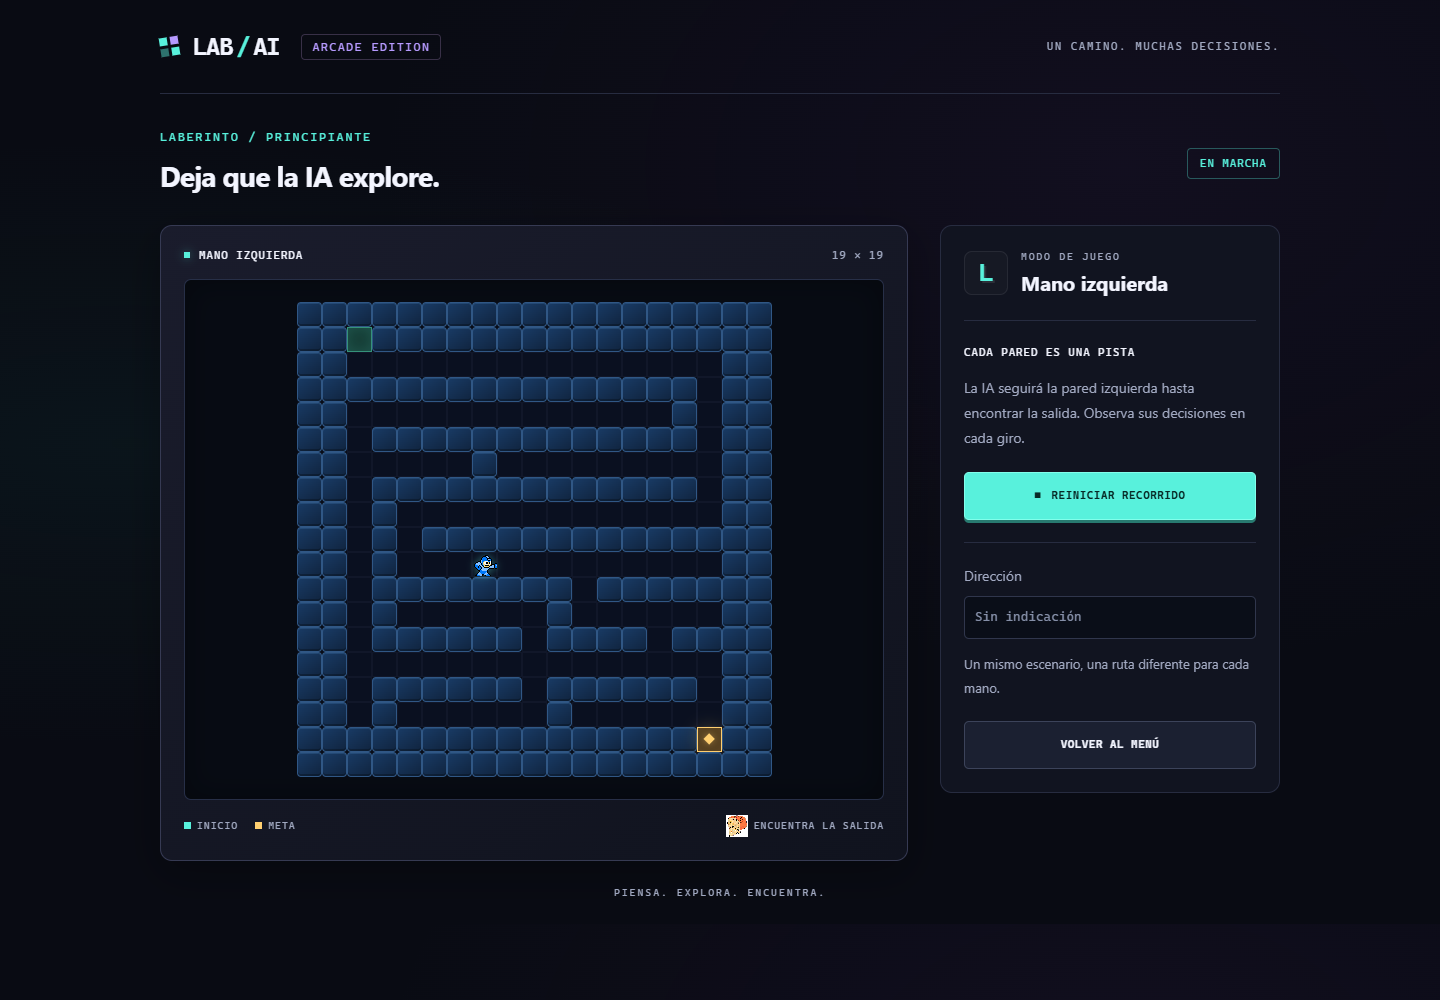 LAB/AI ARCADE EDITION
UN CAMINO. MUCHAS DECISIONES.
LABERINTO / PRINCIPIANTE
Deja que la IA explore.
EN MARCHA
MANO IZQUIERDA
19 × 19
INICIO
META
ENCUENTRA LA SALIDA
L
MODO DE JUEGO
Mano izquierda
CADA PARED ES UNA PISTA
La IA seguirá la pared izquierda hasta
encontrar la salida. Observa sus decisiones en
cada giro.
REINICIAR RECORRIDO
Dirección
Sin indicación
Un mismo escenario, una ruta diferente para cada
mano.
VOLVER AL MENÚ
PIENSA. EXPLORA. ENCUENTRA.